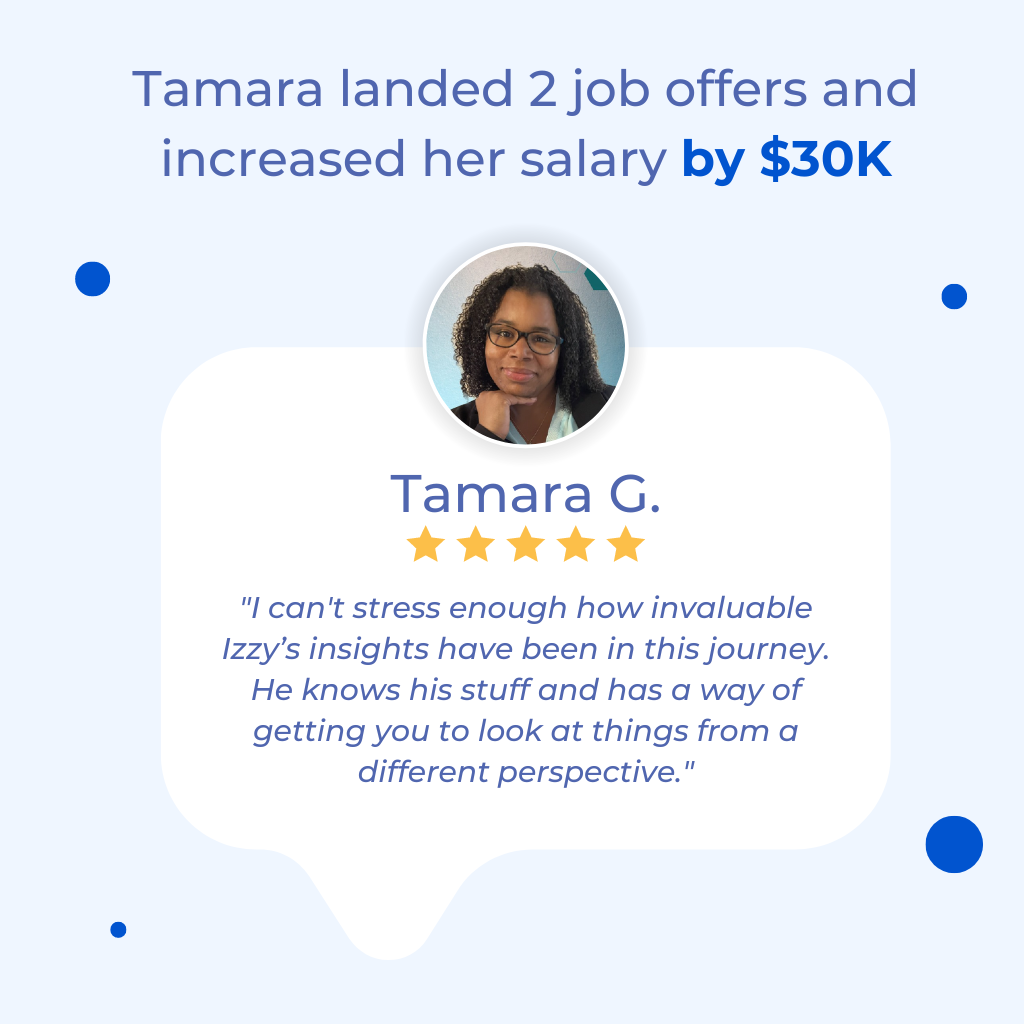 Tamara landed 2 job offers and
increased her salary by $30K
Tamara G.
"I can't stress enough how invaluable
Izzy’s insights have been in this journey.
He knows his stuff and has a way of
getting you to look at things from a
different perspective."